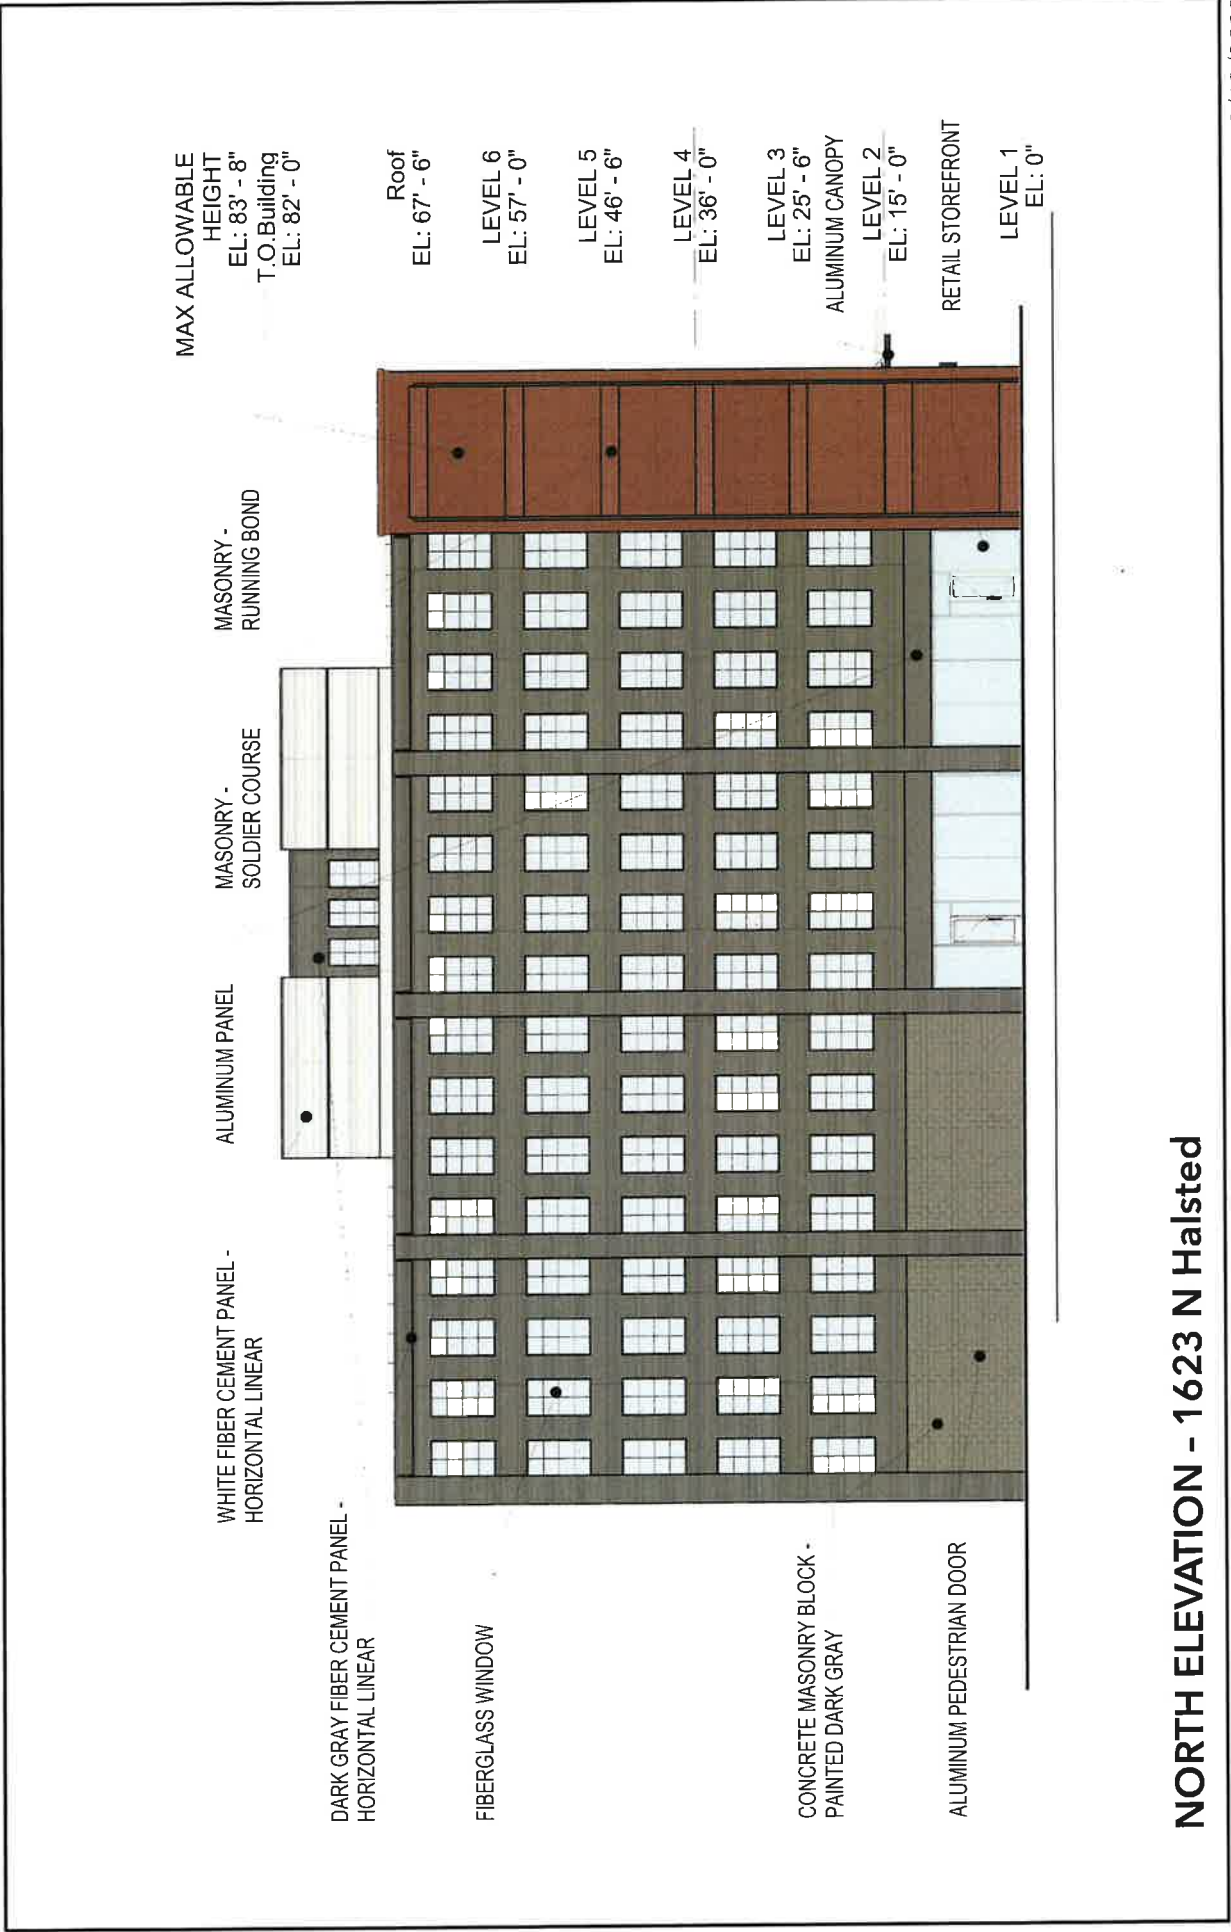 WHITE FIBER CEMENT PANEL -
HORIZONTAL LINEAR
ALUMINUM PANEL
MASONRY -
SOLDIER COURSE
MASONRY -
RUNNING BOND
MAX ALLOWABLE
HEIGHT
EL: 83' - 8"
T.O.Building
EL: 82' - 0"
DARK GRAY FIBER CEMENT PANEL -
HORIZONTAL LINEAR
FIBERGLASS WINDOW
CONCRETE MASONRY BLOCK -
PAINTED DARK GRAY
ALUMINUM PEDESTRIAN DOOR
Roof
EL: 67' - 6"
LEVEL 6
EL: 57' - 0"
LEVEL 5
EL: 46' - 6"
LEVEL 4
EL: 36' - 0"
LEVEL 3
EL: 25' - 6"
ALUMINUM CANOPY
LEVEL 2
EL: 15' - 0"
RETAIL STOREFRONT
LEVEL 1
EL: 0"
NORTH ELEVATION - 1623 N Halsted